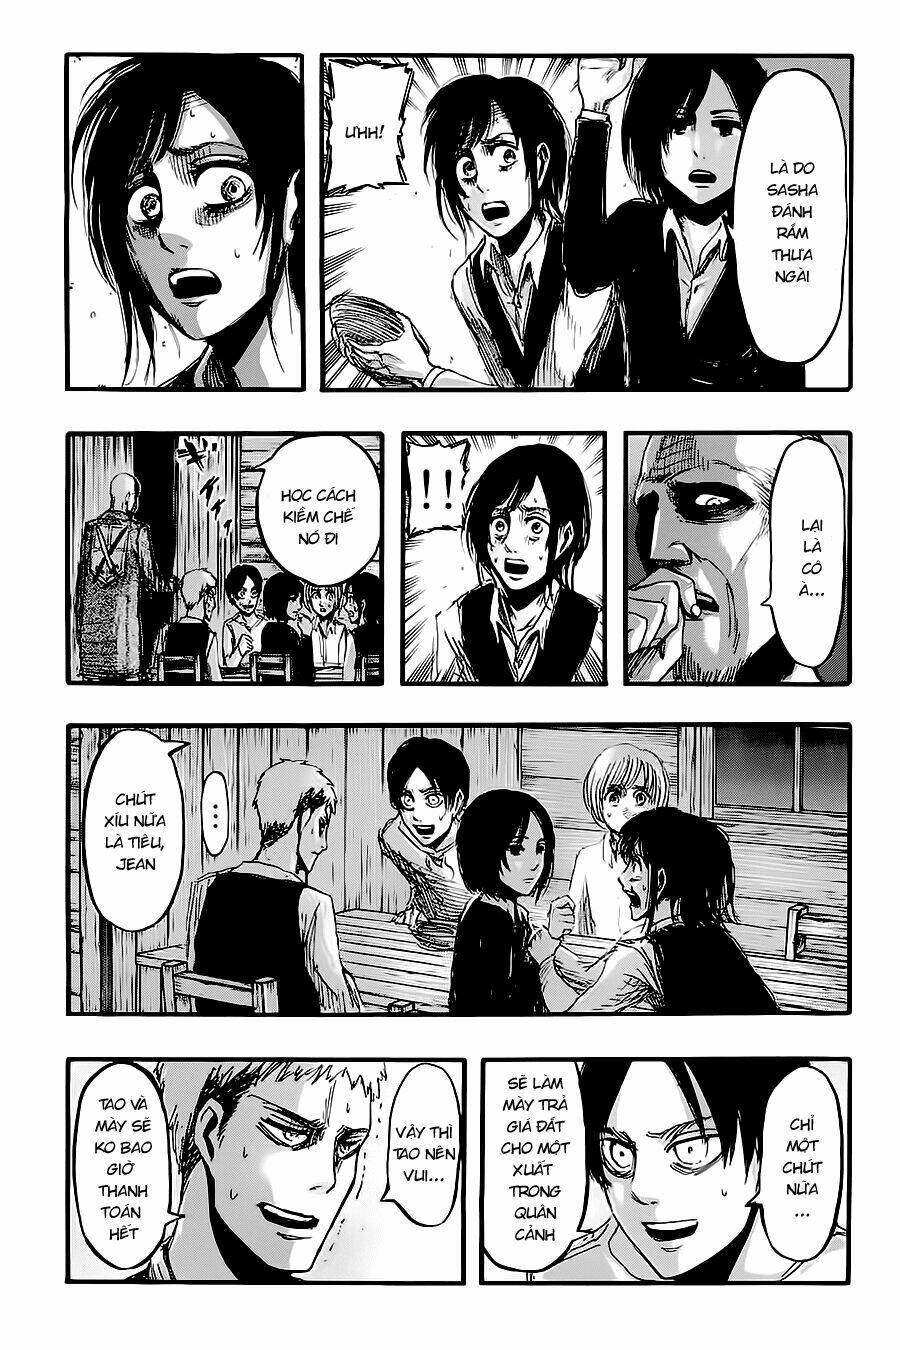 LÀ DO
SASHA
ĐÁNH
RẮM
THƯA
NGÀI
ƯHH!
LẠI
LÀ
CÔ
À...
!!
HỌC CÁCH
KIỀM CHẾ
NÓ ĐI
CHÚT
XÍU NỮA
LÀ TIÊU,
JEAN
...
CHỈ
MỘT
CHÚT
NỮA
...
SẼ LÀM
MÀY TRẢ
GIÁ ĐẮT
CHO MỘT
XUẤT
TRONG
QUÂN
CẢNH
VẬY THÌ
TAO NÊN
VUI...
TAO VÀ
MÀY SẼ
KO BAO
GIỜ
THANH
TOÁN
HẾT